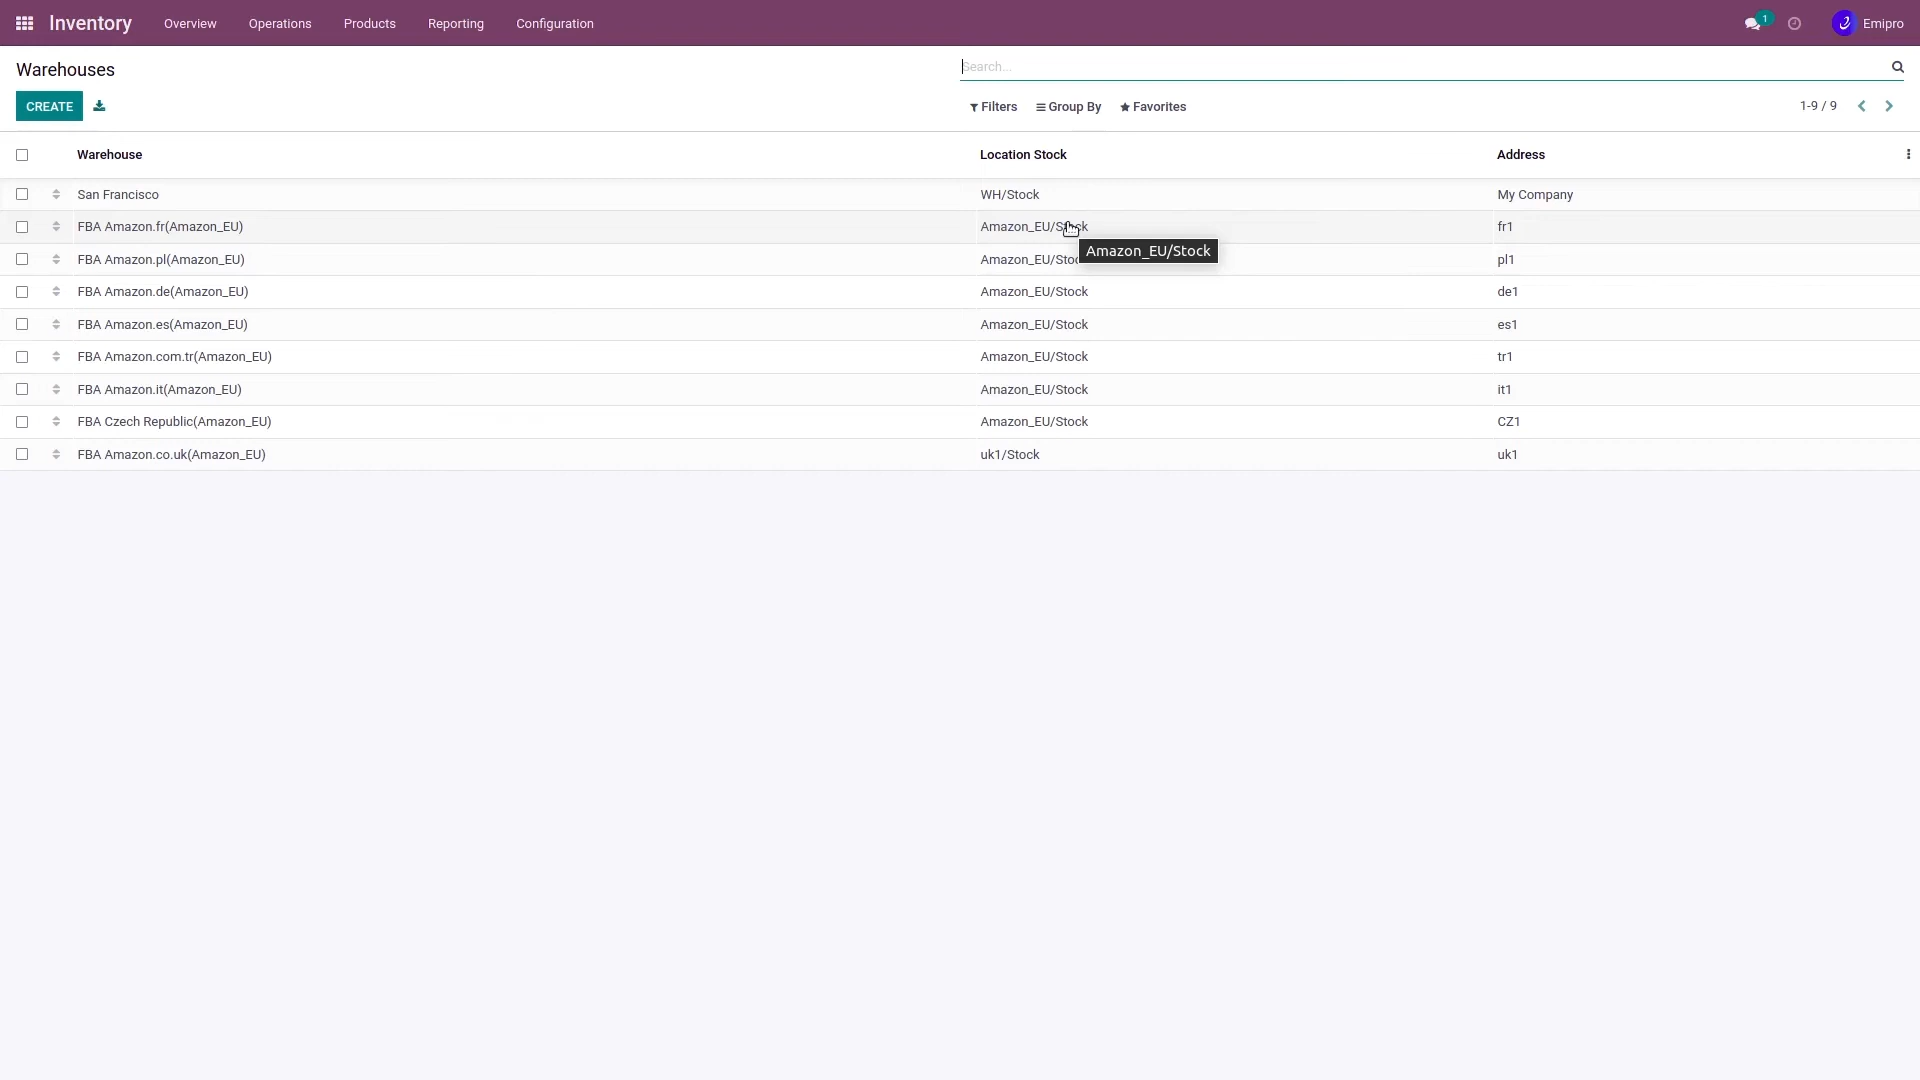 Inventory Overview Operations Products Reporting Configuration 1 Emipro
Warehouses Search...
CREATE Filters Group By Favorites 1-9 / 9
Warehouse Location Stock Address
San Francisco WH/Stock My Company
FBA Amazon.fr(Amazon_EU) Amazon_EU/Stock fr1
Amazon_EU/Stock
FBA Amazon.pl(Amazon_EU) Amazon_EU/Stoc pl1
FBA Amazon.de(Amazon_EU) Amazon_EU/Stock de1
FBA Amazon.es(Amazon_EU) Amazon_EU/Stock es1
FBA Amazon.com.tr(Amazon_EU) Amazon_EU/Stock tr1
FBA Amazon.it(Amazon_EU) Amazon_EU/Stock it1
FBA Czech Republic(Amazon_EU) Amazon_EU/Stock CZ1
FBA Amazon.co.uk(Amazon_EU) uk1/Stock uk1